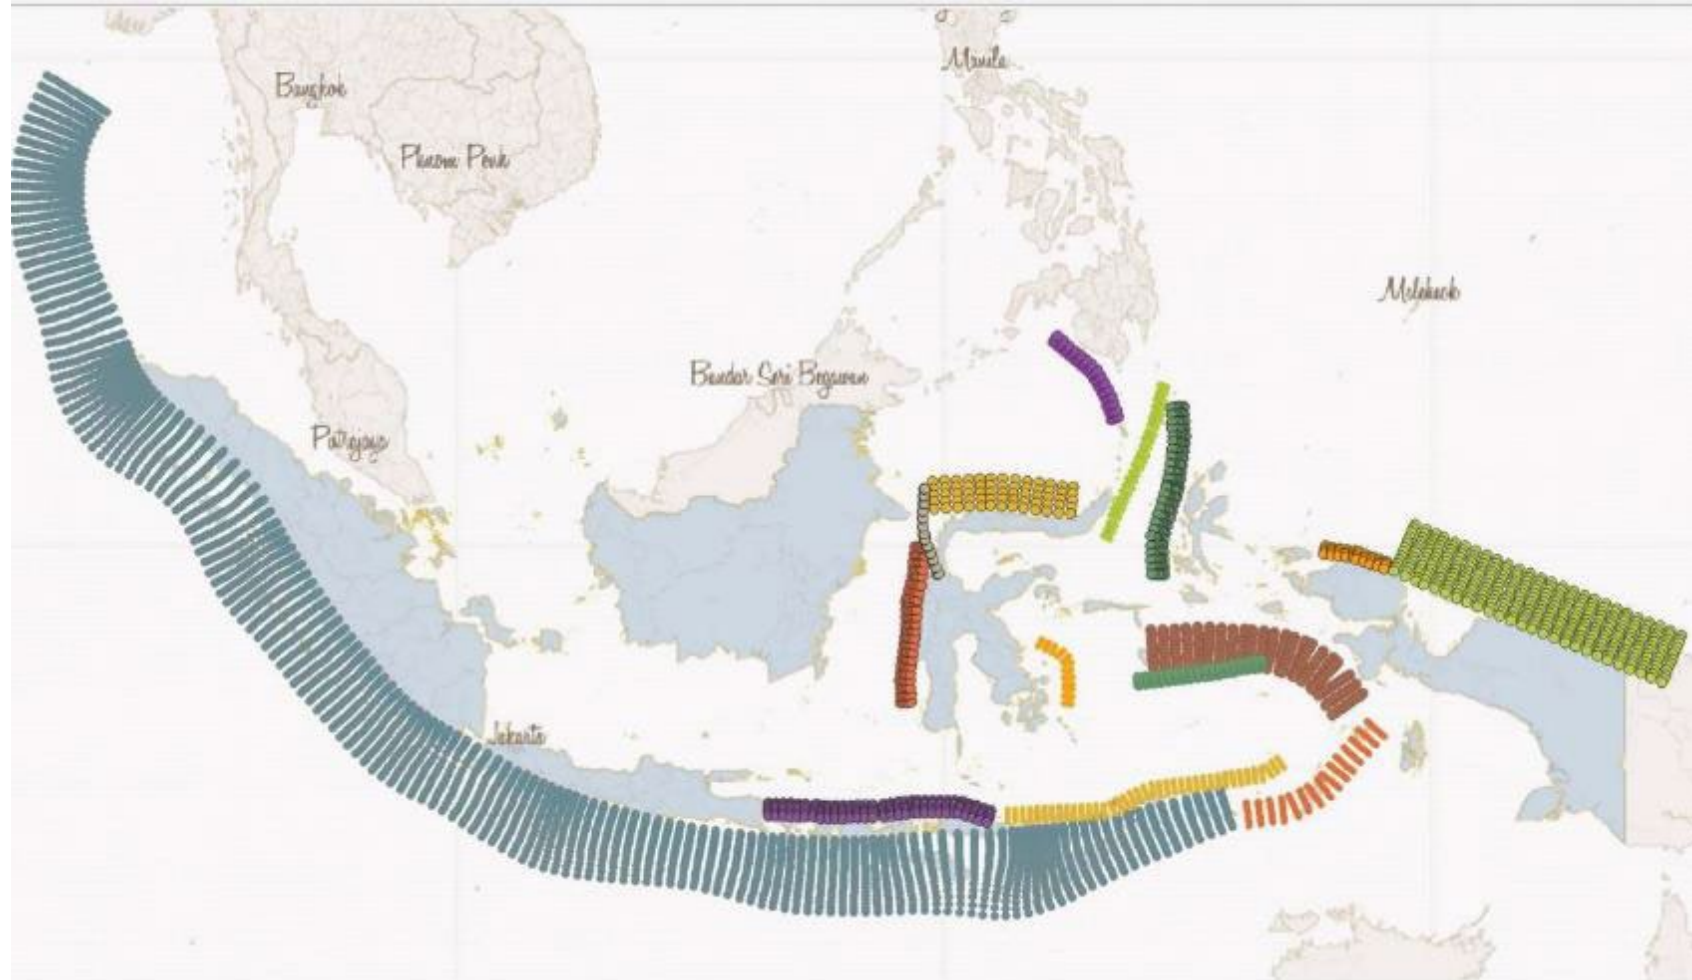 Manila
Bangkok
Phnom Penh
Melekeok
Bandar Seri Begawan
Putrajaya
Jakarta